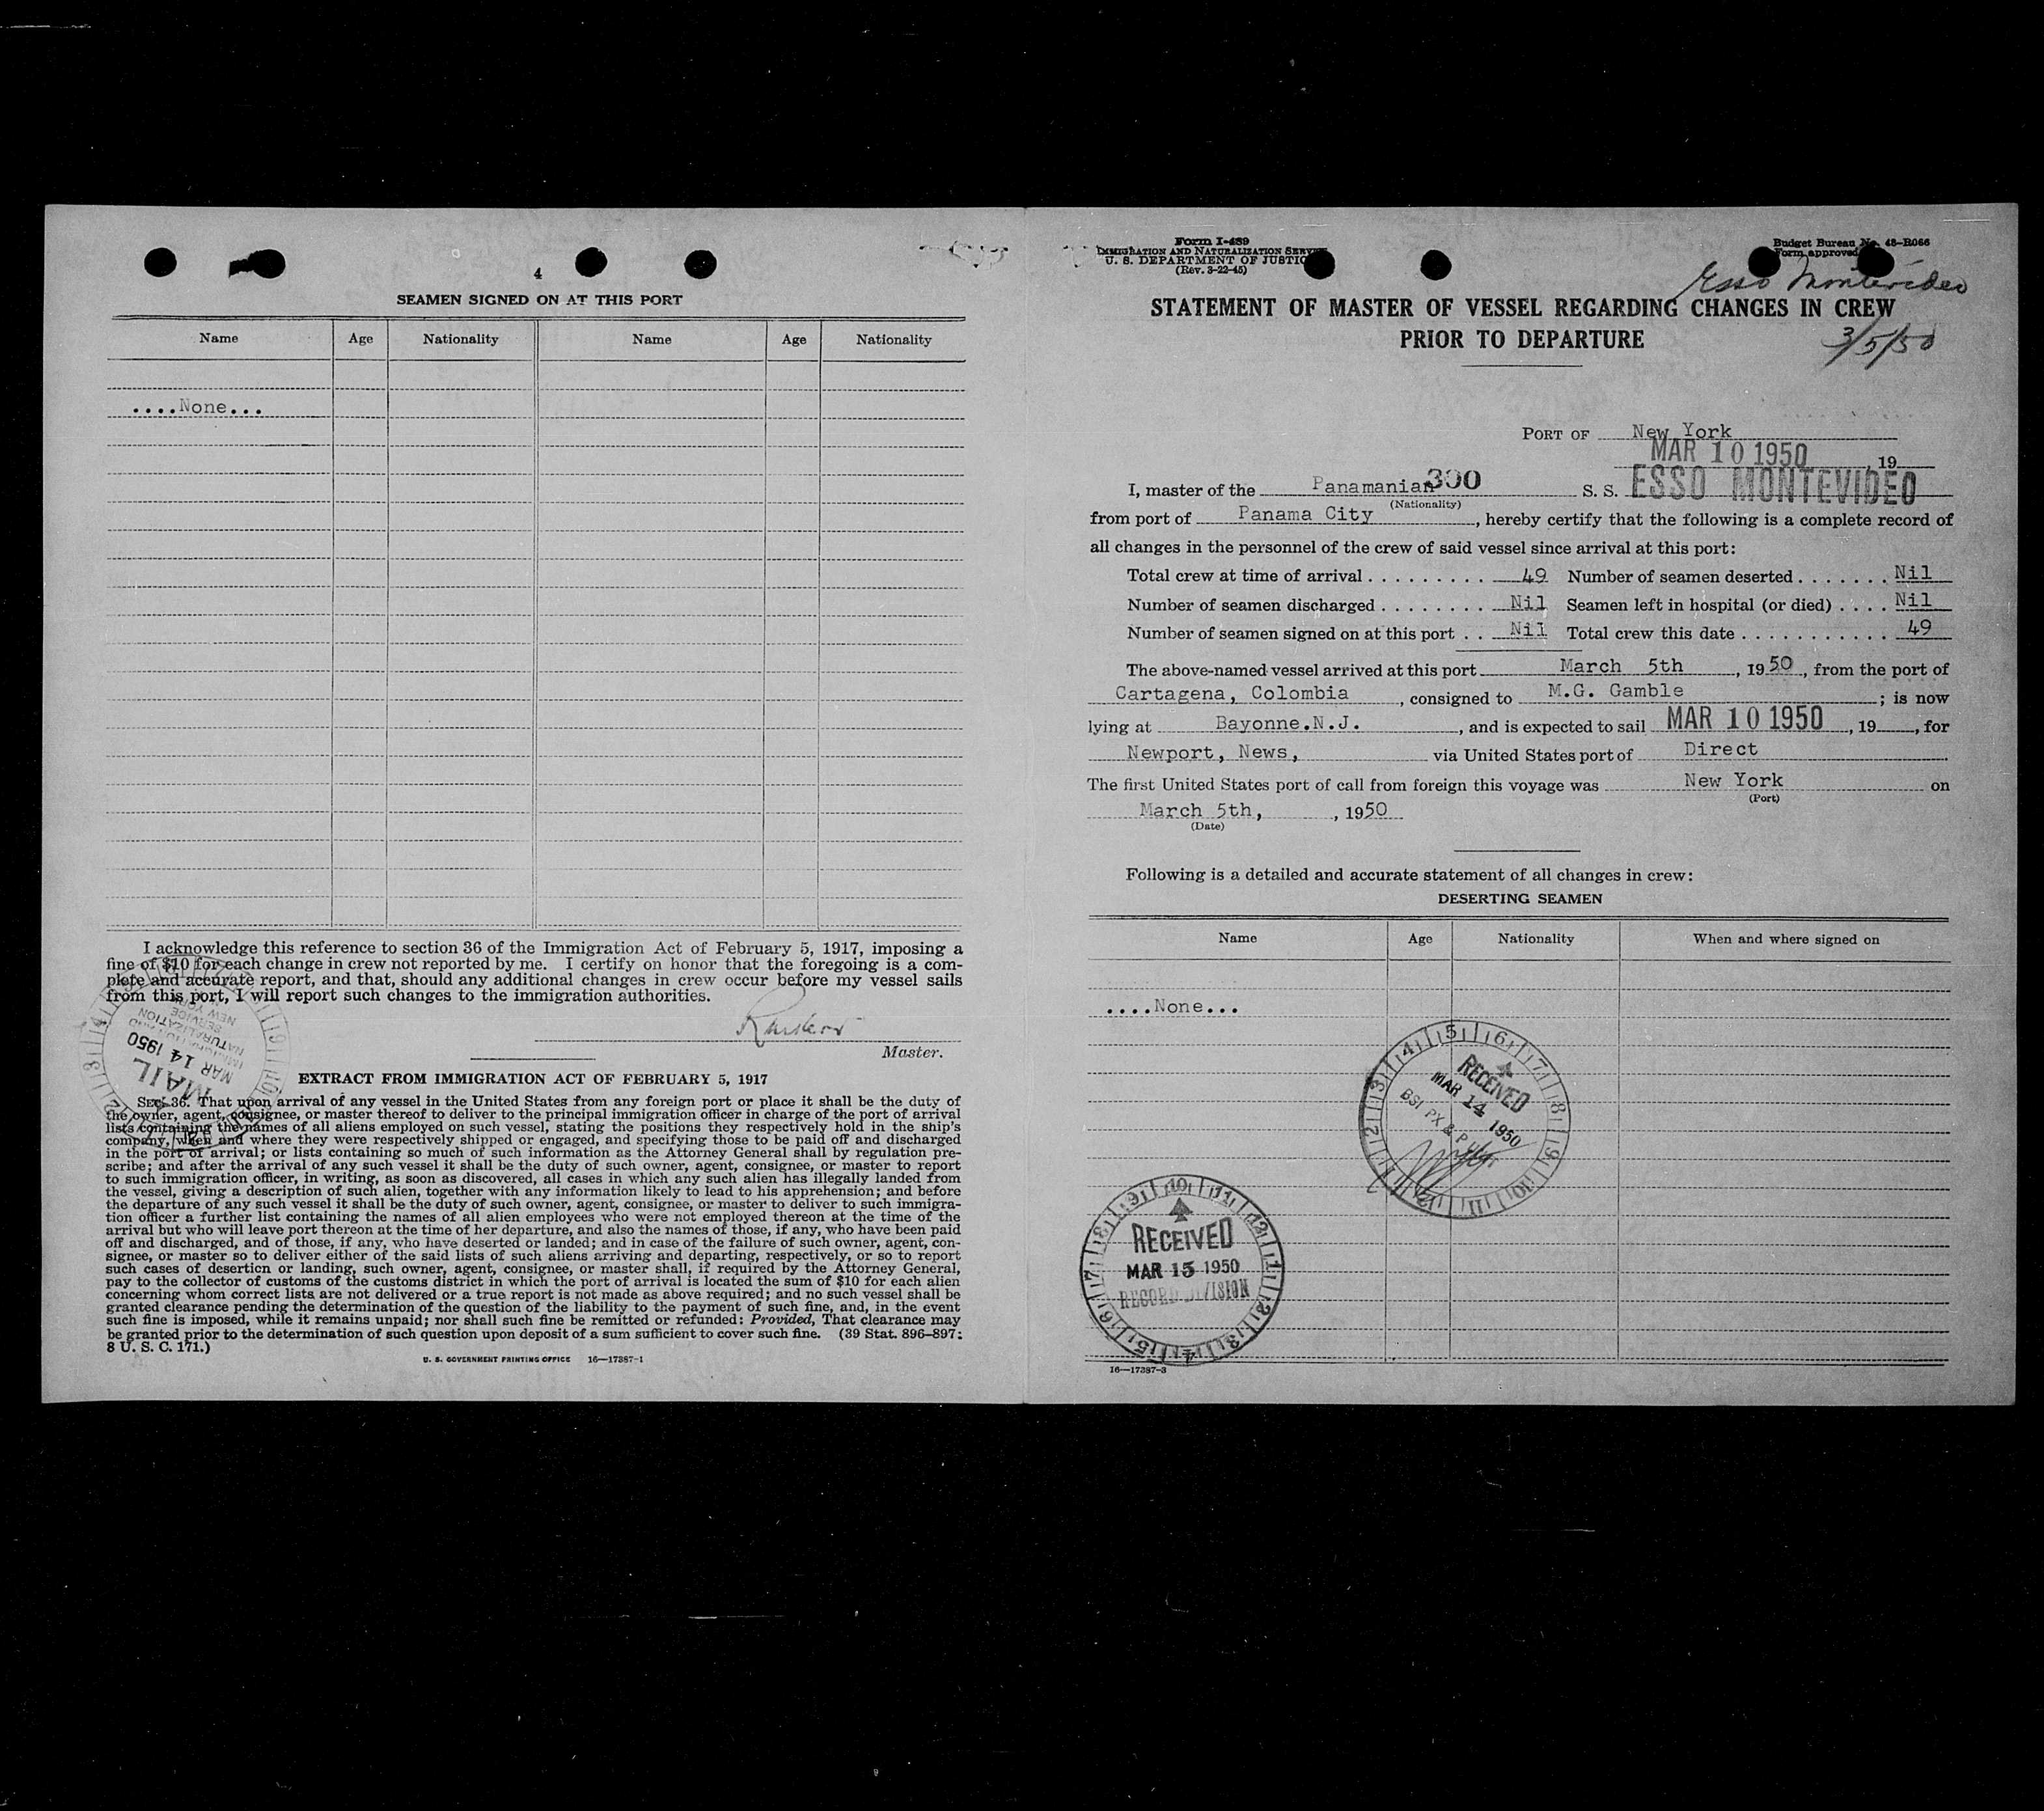 4
SEAMEN SIGNED ON AT THIS PORT
Name Age Nationality Name Age Nationality
....None...
I acknowledge this reference to section 36 of the Immigration Act of February 5, 1917, imposing a
fine of $10 for each change in crew not reported by me. I certify on honor that the foregoing is a com-
plete and accurate report, and that, should any additional changes in crew occur before my vessel sails
from this port, I will report such changes to the immigration authorities.
Master.
MAIL
MAR 14 1950
NATURALIZATION
SERVICE
NEW YORK
EXTRACT FROM IMMIGRATION ACT OF FEBRUARY 5, 1917
SEC. 36. That upon arrival of any vessel in the United States from any foreign port or place it shall be the duty of
the owner, agent, consignee, or master thereof to deliver to the principal immigration officer in charge of the port of arrival
lists containing the names of all aliens employed on such vessel, stating the positions they respectively hold in the ship's
company, when and where they were respectively shipped or engaged, and specifying those to be paid off and discharged
in the port of arrival; or lists containing so much of such information as the Attorney General shall by regulation pre-
scribe; and after the arrival of any such vessel it shall be the duty of such owner, agent, consignee, or master to report
to such immigration officer, in writing, as soon as discovered, all cases in which any such alien has illegally landed from
the vessel, giving a description of such alien, together with any information likely to lead to his apprehension; and before
the departure of any such vessel it shall be the duty of such owner, agent, consignee, or master to deliver to such immigra-
tion officer a further list containing the names of all alien employees who were not employed thereon at the time of the
arrival but who will leave port thereon at the time of her departure, and also the names of those, if any, who have been paid
off and discharged, and of those, if any, who have deserted or landed; and in case of the failure of such owner, agent, con-
signee, or master so to deliver either of the said lists of such aliens arriving and departing, respectively, or so to report
such cases of desertion or landing, such owner, agent, consignee, or master shall, if required by the Attorney General,
pay to the collector of customs of the customs district in which the port of arrival is located the sum of $10 for each alien
concerning whom correct lists are not delivered or a true report is not made as above required; and no such vessel shall be
granted clearance pending the determination of the question of the liability to the payment of such fine, and, in the event
such fine is imposed, while it remains unpaid; nor shall such fine be remitted or refunded: Provided, That clearance may
be granted prior to the determination of such question upon deposit of a sum sufficient to cover such fine. (39 Stat. 896-897;
8 U. S. C. 171.)
U. S. GOVERNMENT PRINTING OFFICE 16—17387-1
Form I-489
IMMIGRATION AND NATURALIZATION SERVICE
U. S. DEPARTMENT OF JUSTICE
(Rev. 3-22-45)
Budget Bureau No. 43-R066
Form approved
Esso Montevideo
STATEMENT OF MASTER OF VESSEL REGARDING CHANGES IN CREW
PRIOR TO DEPARTURE
3/5/50
PORT OF New York
MAR 10 1950 19
I, master of the Panamanian 300 S. S. ESSO MONTEVIDEO
(Nationality)
from port of Panama City, hereby certify that the following is a complete record of
all changes in the personnel of the crew of said vessel since arrival at this port:
Total crew at time of arrival . . . . . . . . . 49 Number of seamen deserted . . . . . . . Nil
Number of seamen discharged . . . . . . . . Nil Seamen left in hospital (or died) . . . . Nil
Number of seamen signed on at this port . . Nil Total crew this date . . . . . . . . . . . 49
The above-named vessel arrived at this port March 5th, 1950, from the port of
Cartagena, Colombia, consigned to M.G. Gamble; is now
lying at Bayonne.N.J., and is expected to sail MAR 10 1950, 19, for
Newport, News, via United States port of Direct
The first United States port of call from foreign this voyage was New York on
(Port)
March 5th, , 1950
(Date)
Following is a detailed and accurate statement of all changes in crew:
DESERTING SEAMEN
Name Age Nationality When and where signed on
....None...
5 6 7 8 9 10 11 12 1 2 3 4
RECEIVED
MAR 14 1950
BSI PX &
9 10 11 12 1 2 3 4 5 6 7 8
RECEIVED
MAR 15 1950
RECORD DIVISION
16—17387-3